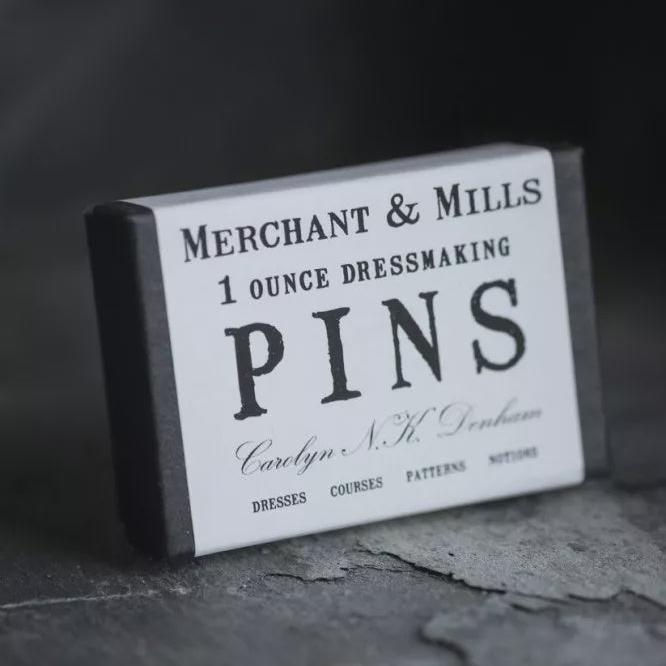 MERCHANT & MILLS
1 OUNCE DRESSMAKING
PINS
Carolyn N.K. Denham
DRESSES COURSES PATTERNS NOTIONS